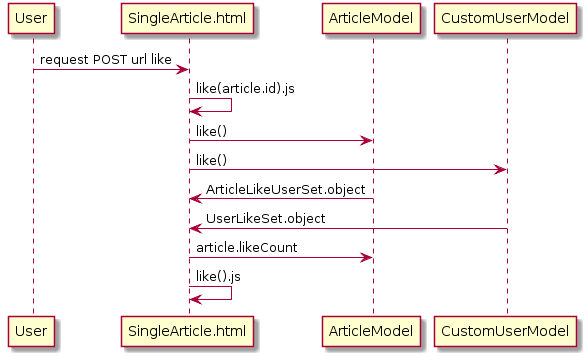 User SingleArticle.html ArticleModel CustomUserModel
request POST url like
like(article.id).js
like()
like()
ArticleLikeUserSet.object
UserLikeSet.object
article.likeCount
like().js
User SingleArticle.html ArticleModel CustomUserModel